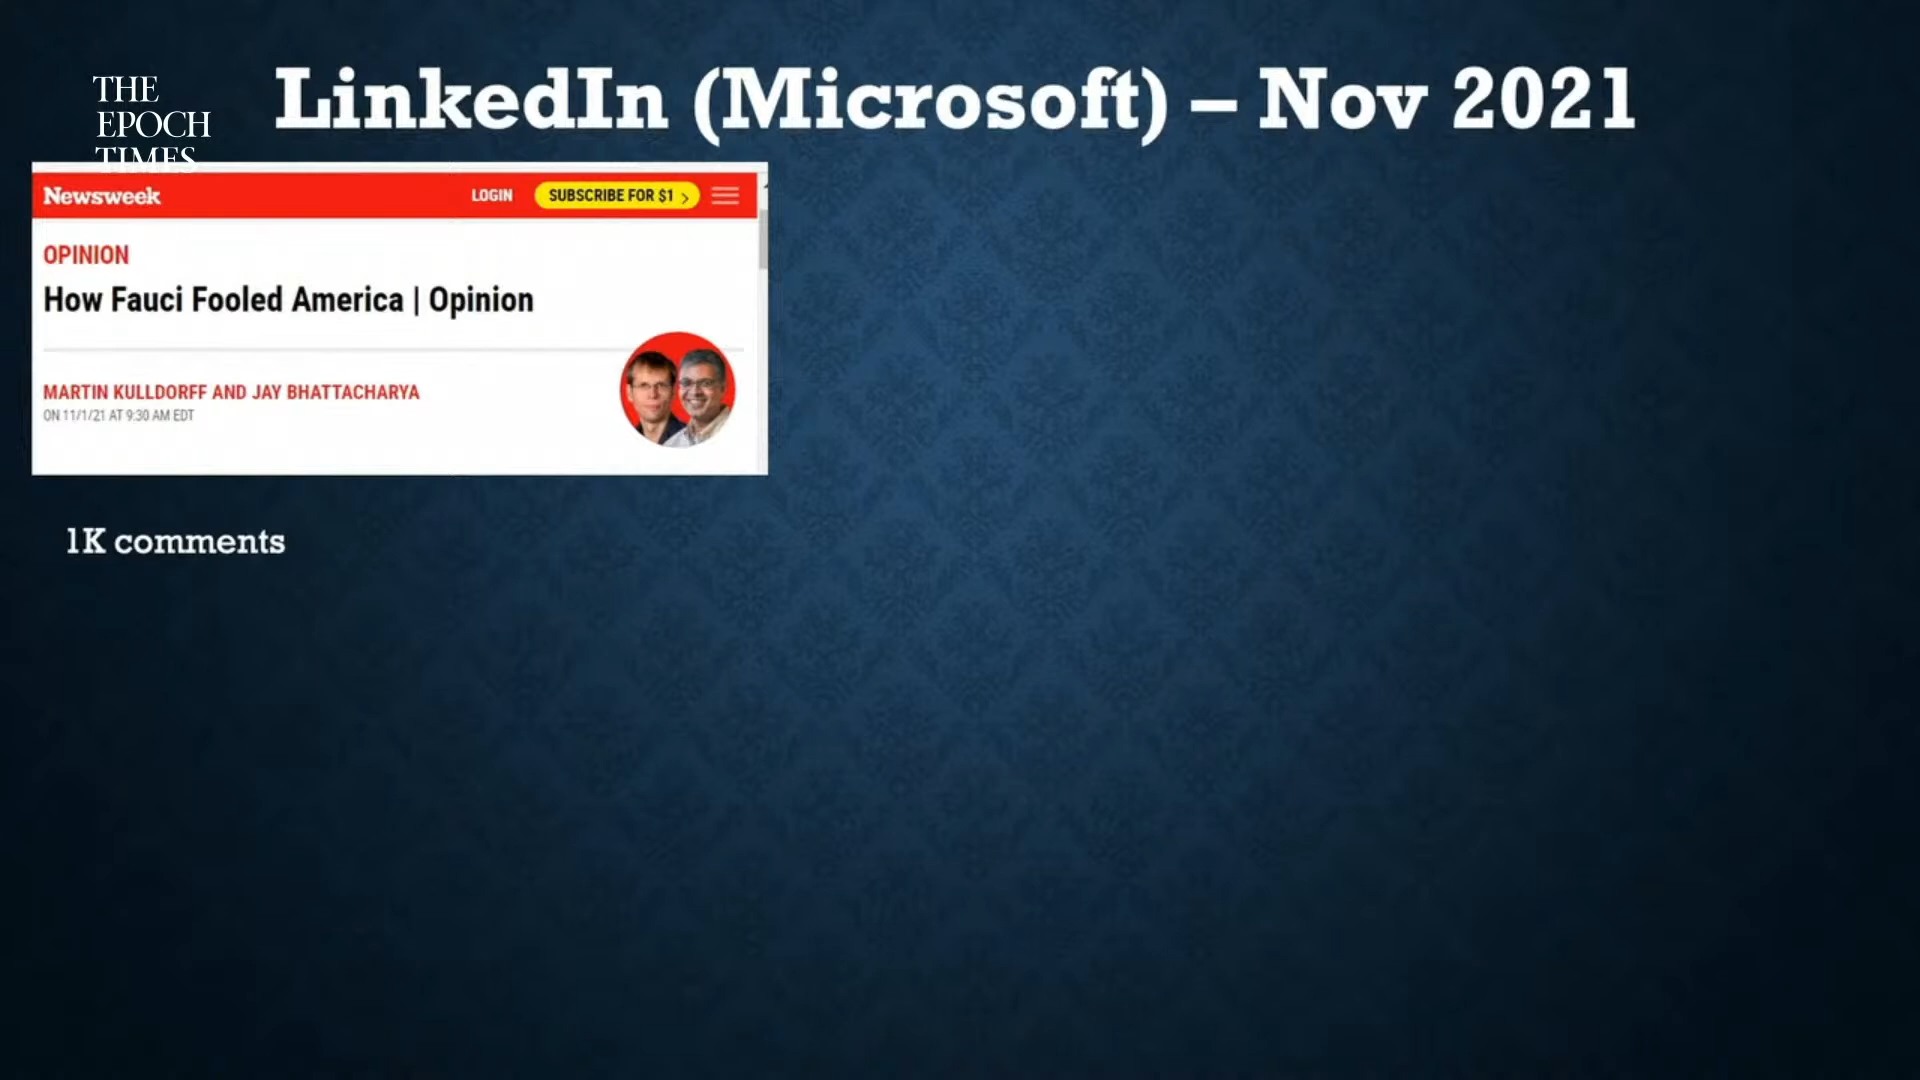 THE
EPOCH
TIMES
LinkedIn (Microsoft) – Nov 2021
Newsweek
LOGIN
SUBSCRIBE FOR $1 >
OPINION
How Fauci Fooled America | Opinion
MARTIN KULLDORFF AND JAY BHATTACHARYA
ON 11/1/21 AT 9:30 AM EDT
1K comments